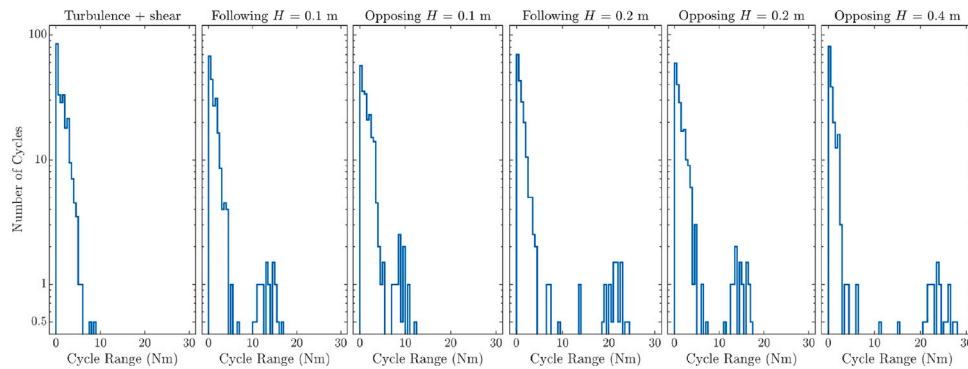 Turbulence + shear
Following H = 0.1 m
Opposing H = 0.1 m
Following H = 0.2 m
Opposing H = 0.2 m
Opposing H = 0.4 m
Number of Cycles
100
10
1
0.5
0 10 20 30
0 10 20 30
0 10 20 30
0 10 20 30
0 10 20 30
0 10 20 30
Cycle Range (Nm)
Cycle Range (Nm)
Cycle Range (Nm)
Cycle Range (Nm)
Cycle Range (Nm)
Cycle Range (Nm)